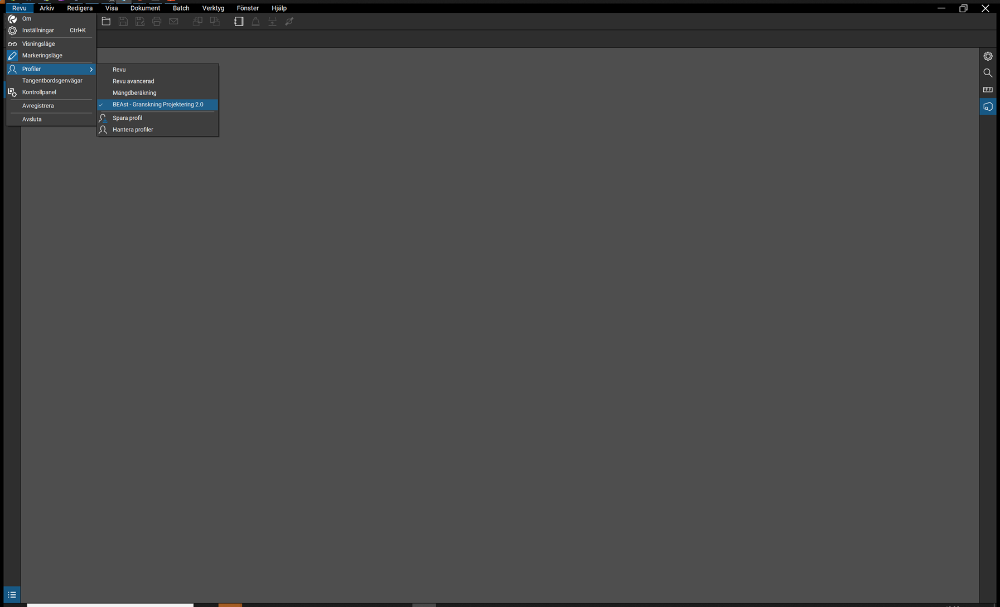 Revu Arkiv Redigera Visa Dokument Batch Verktyg Fönster Hjälp
Om
Inställningar Ctrl+K
Visningsläge
Markeringsläge
Profiler
Tangentbordsgenvägar
Kontrollpanel
Avregistrera
Avsluta
Revu
Revu avancerad
Mängdberäkning
BEAst - Granskning Projektering 2.0
Spara profil
Hantera profiler